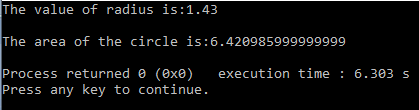 The value of radius is:1.43
The area of the circle is:6.420985999999999
Process returned 0 (0x0)   execution time : 6.303 s
Press any key to continue.